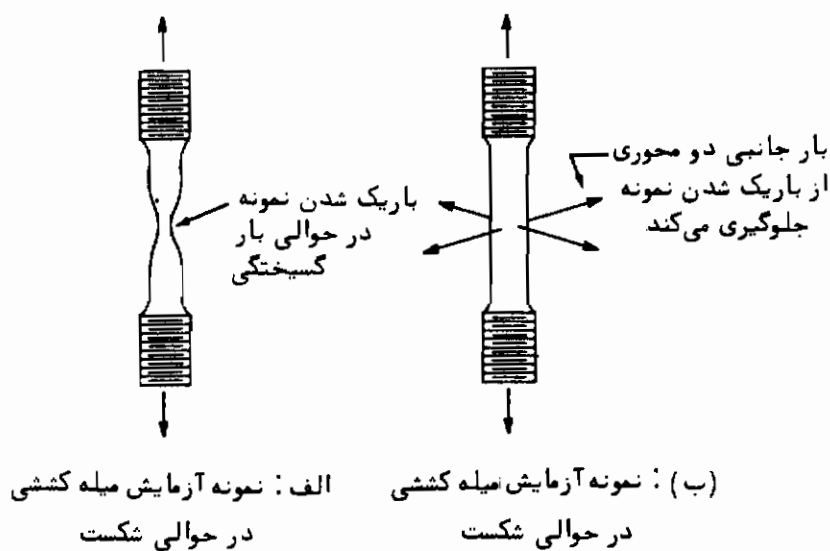 بار جانبی دو محوری
از باریک شدن نمونه
جلوگیری می‌کند
باریک شدن نمونه
در حوالی بار
گسیختگی
(ب) : نمونه آزمایش میله کششی
در حوالی شکست
الف : نمونه آزمایش میله کششی
در حوالی شکست